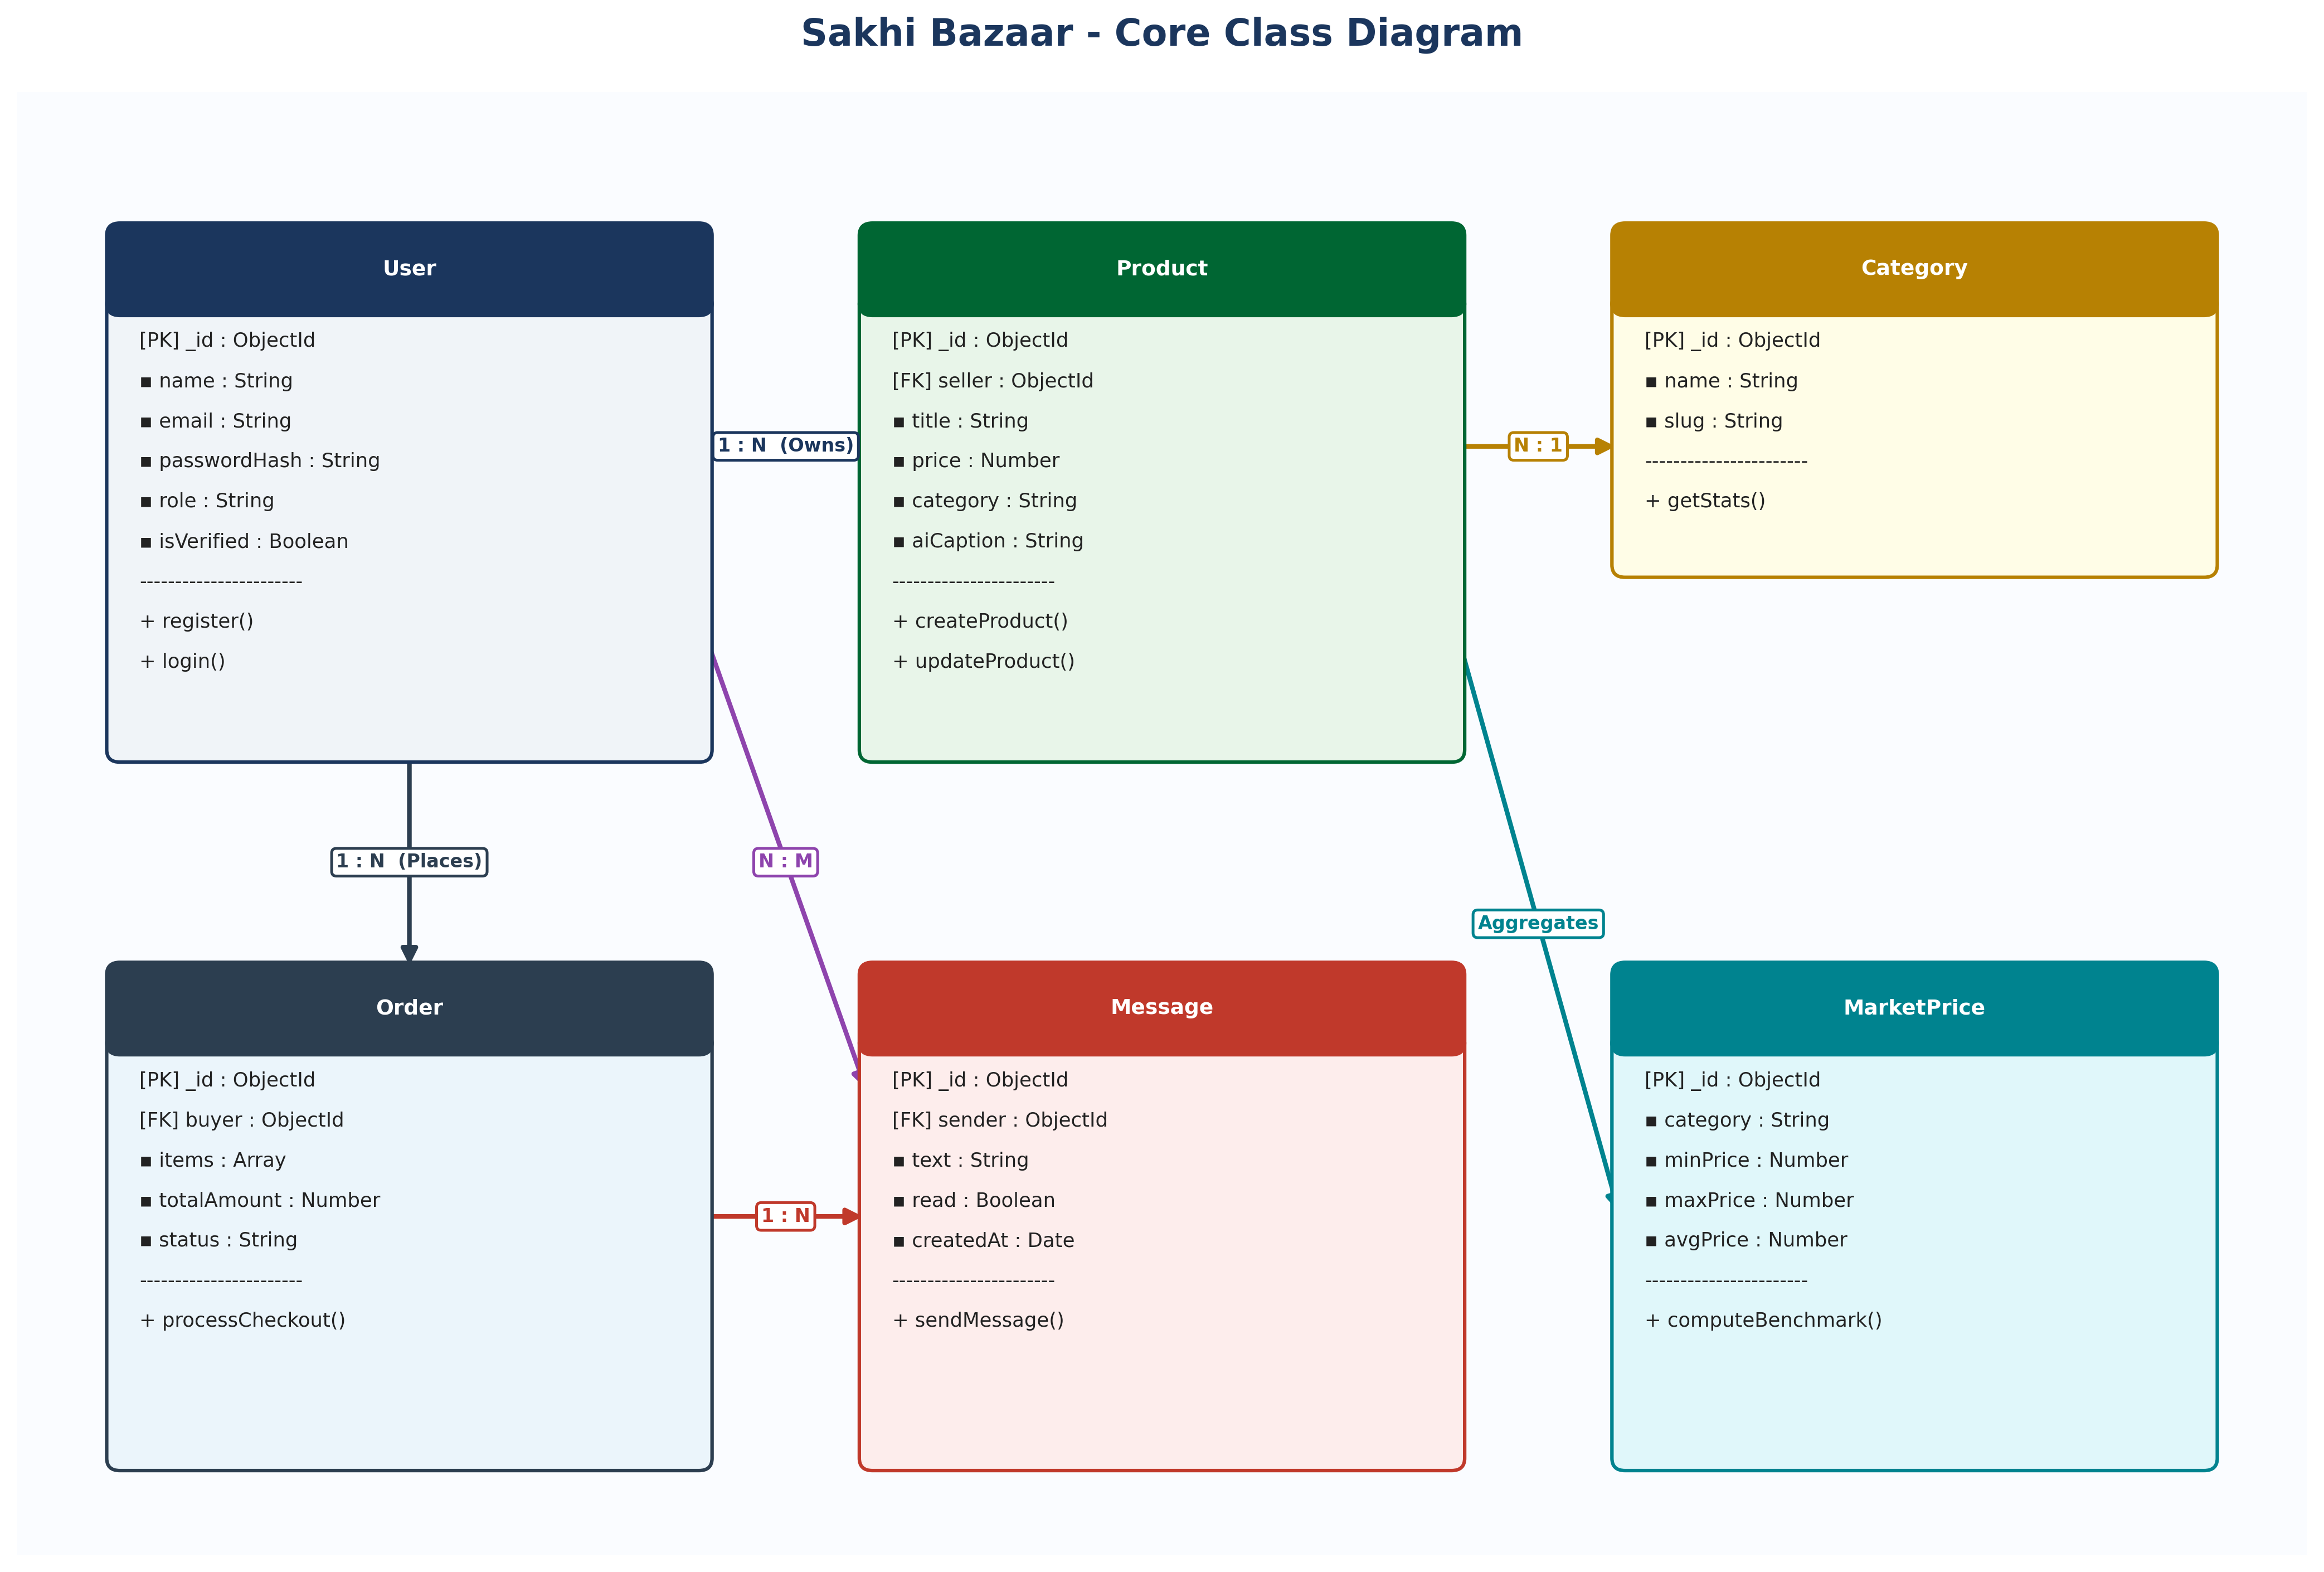 Sakhi Bazaar - Core Class Diagram
User
[PK] _id : ObjectId
▪ name : String
▪ email : String
▪ passwordHash : String
▪ role : String
▪ isVerified : Boolean
-----------------------
+ register()
+ login()
1 : N (Owns)
Product
[PK] _id : ObjectId
[FK] seller : ObjectId
▪ title : String
▪ price : Number
▪ category : String
▪ aiCaption : String
-----------------------
+ createProduct()
+ updateProduct()
N : 1
Category
[PK] _id : ObjectId
▪ name : String
▪ slug : String
-----------------------
+ getStats()
1 : N (Places)
N : M
Aggregates
Order
[PK] _id : ObjectId
[FK] buyer : ObjectId
▪ items : Array
▪ totalAmount : Number
▪ status : String
-----------------------
+ processCheckout()
1 : N
Message
[PK] _id : ObjectId
[FK] sender : ObjectId
▪ text : String
▪ read : Boolean
▪ createdAt : Date
-----------------------
+ sendMessage()
MarketPrice
[PK] _id : ObjectId
▪ category : String
▪ minPrice : Number
▪ maxPrice : Number
▪ avgPrice : Number
-----------------------
+ computeBenchmark()